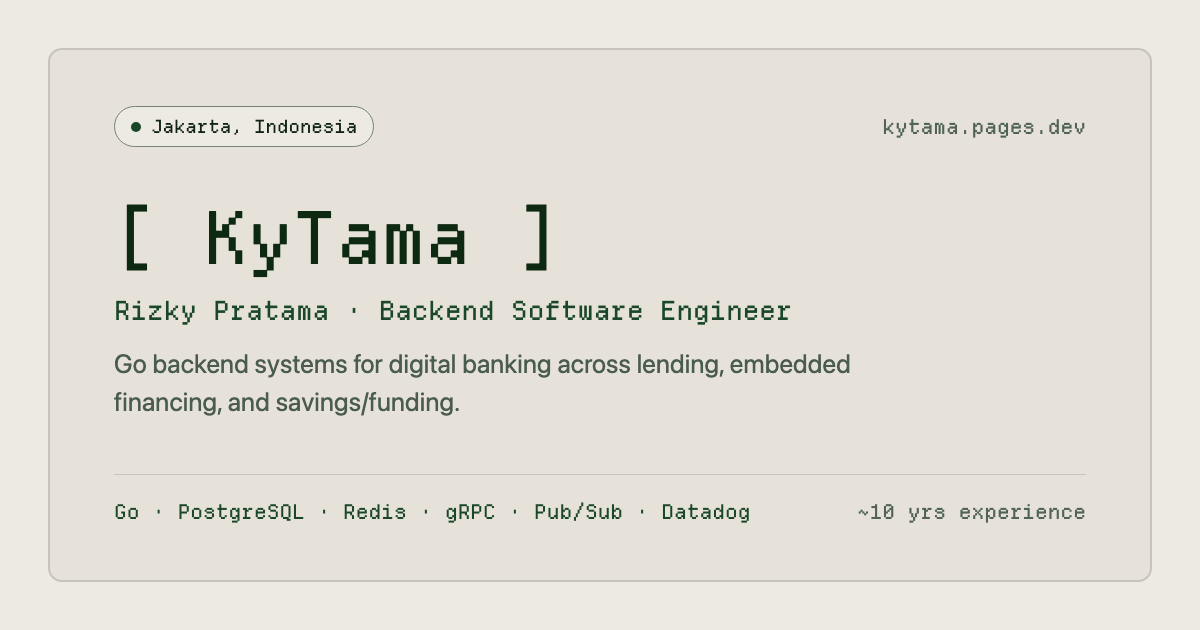 Jakarta, Indonesia
kytama.pages.dev
[ KyTama ]
Rizky Pratama · Backend Software Engineer
Go backend systems for digital banking across lending, embedded
financing, and savings/funding.
Go · PostgreSQL · Redis · gRPC · Pub/Sub · Datadog
~10 yrs experience